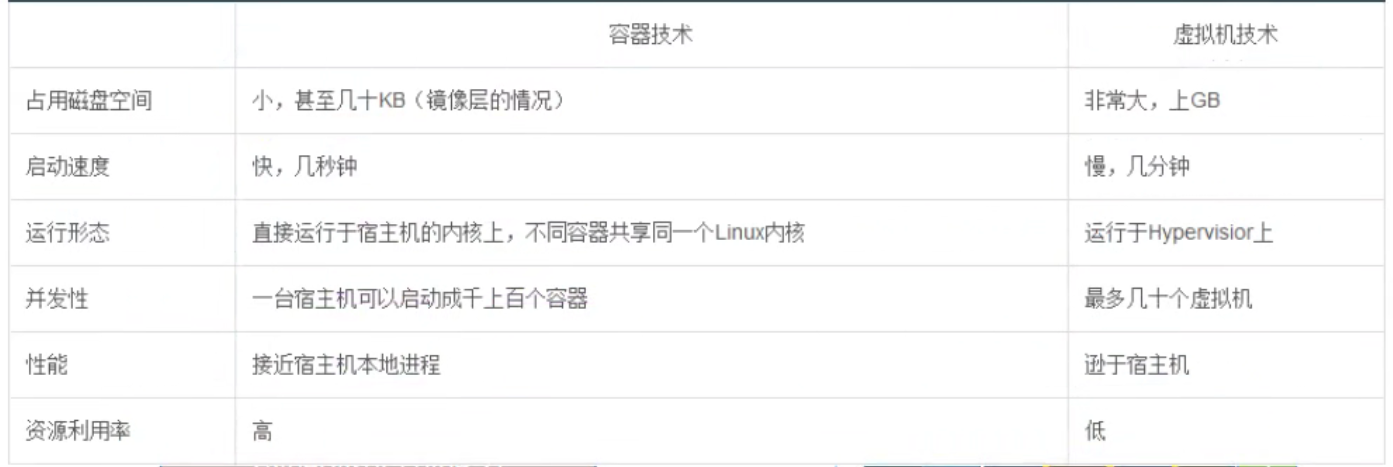 容器技术 虚拟机技术
占用磁盘空间 小，甚至几十KB（镜像层的情况） 非常大，上GB
启动速度 快，几秒钟 慢，几分钟
运行形态 直接运行于宿主机的内核上，不同容器共享同一个Linux内核 运行于Hypervisior上
并发性 一台宿主机可以启动成千上百个容器 最多几十个虚拟机
性能 接近宿主机本地进程 逊于宿主机
资源利用率 高 低